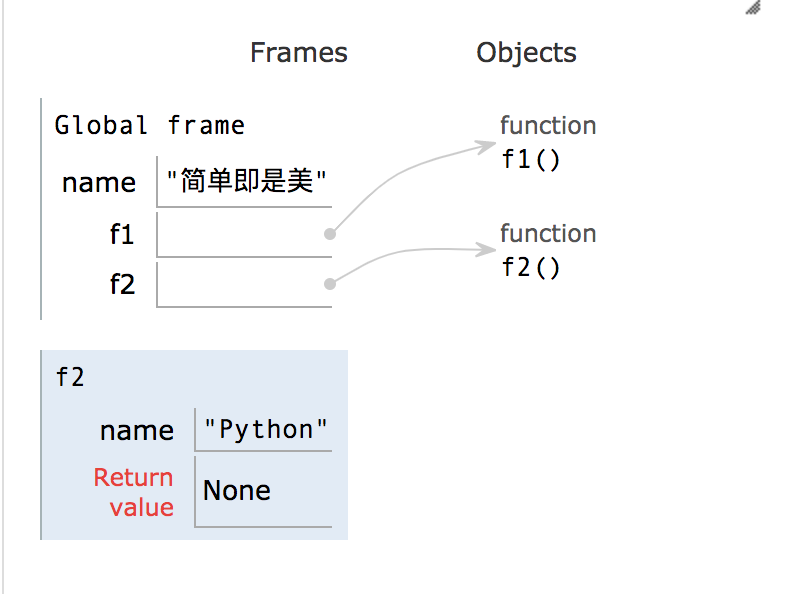 Frames Objects
Global frame
function
f1()
name "简单即是美"
f1
function
f2()
f2
f2
name "Python"
Return
value
None